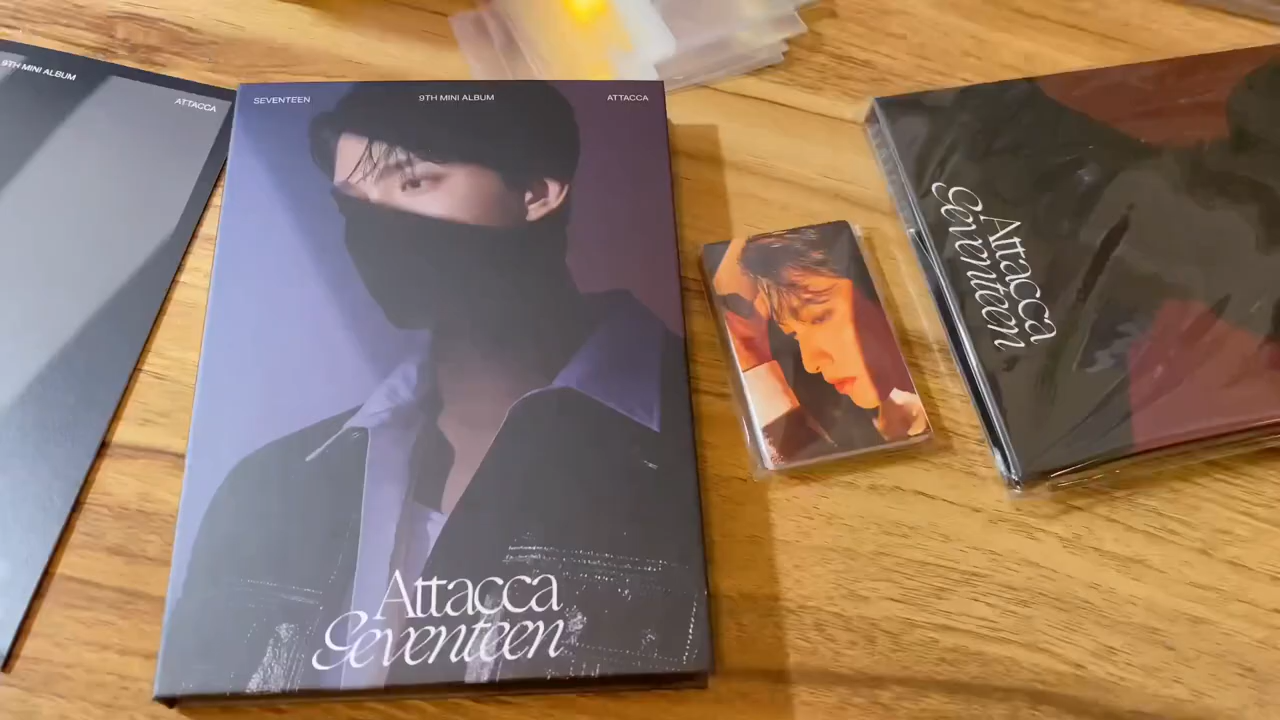 9TH MINI ALBUM
ATTACCA
SEVENTEEN
9TH MINI ALBUM
ATTACCA
Attacca
Seventeen
Attacca
Seventeen